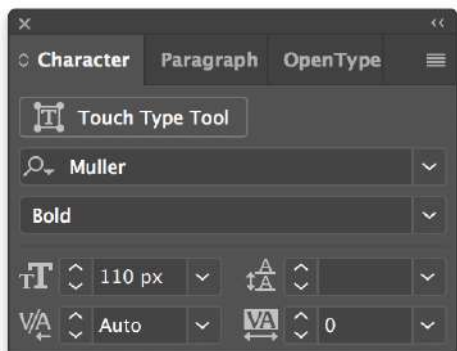 Character Paragraph OpenType
Touch Type Tool
Muller
Bold
110 px
Auto 0